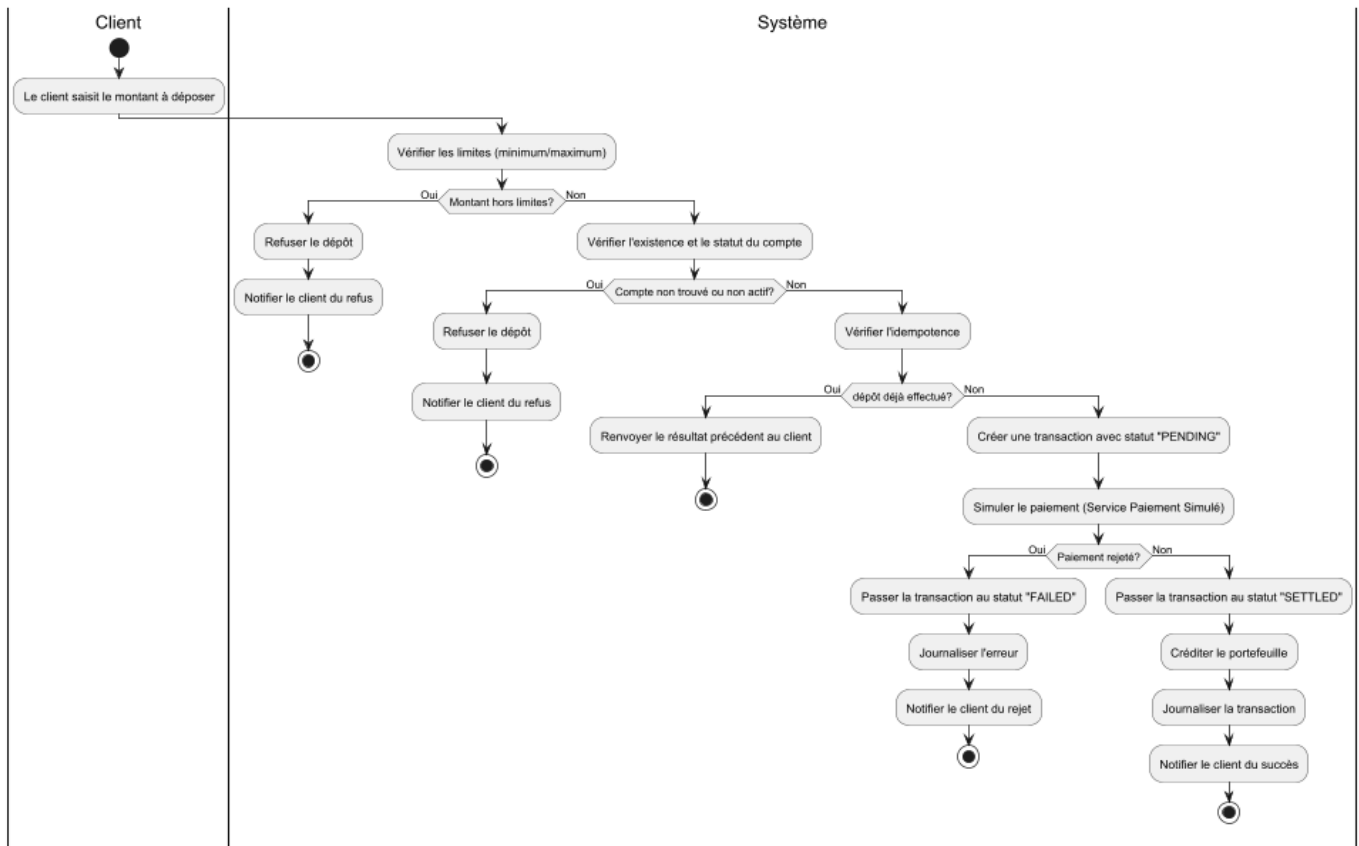 Client
Système
Le client saisit le montant à déposer
Vérifier les limites (minimum/maximum)
Oui
Montant hors limites?
Non
Refuser le dépôt
Vérifier l'existence et le statut du compte
Notifier le client du refus
Oui
Compte non trouvé ou non actif?
Non
Refuser le dépôt
Vérifier l'idempotence
Notifier le client du refus
Oui
dépôt déjà effectué?
Non
Renvoyer le résultat précédent au client
Créer une transaction avec statut "PENDING"
Simuler le paiement (Service Paiement Simulé)
Oui
Paiement rejeté?
Non
Passer la transaction au statut "FAILED"
Passer la transaction au statut "SETTLED"
Journaliser l'erreur
Créditer le portefeuille
Notifier le client du rejet
Journaliser la transaction
Notifier le client du succès